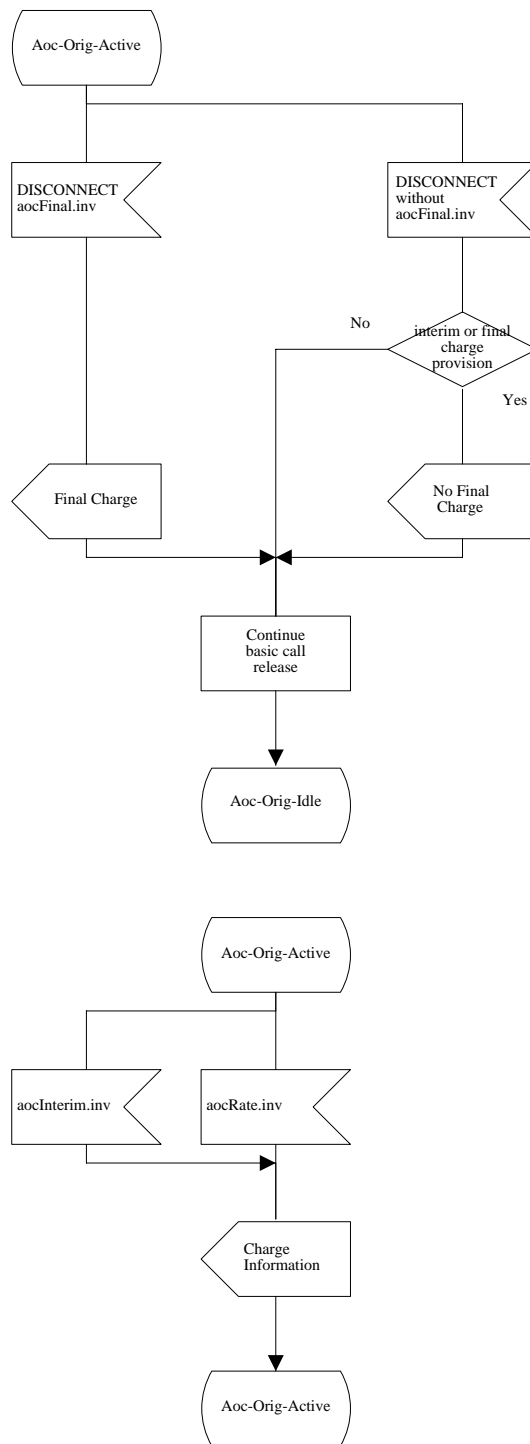 Aoc-Orig-Active
DISCONNECT
aocFinal.inv
DISCONNECT
without
aocFinal.inv
No
interim or final
charge
provision
Yes
Final Charge
No Final
Charge
Continue
basic call
release
Aoc-Orig-Idle
Aoc-Orig-Active
aocInterim.inv
aocRate.inv
Charge
Information
Aoc-Orig-Active